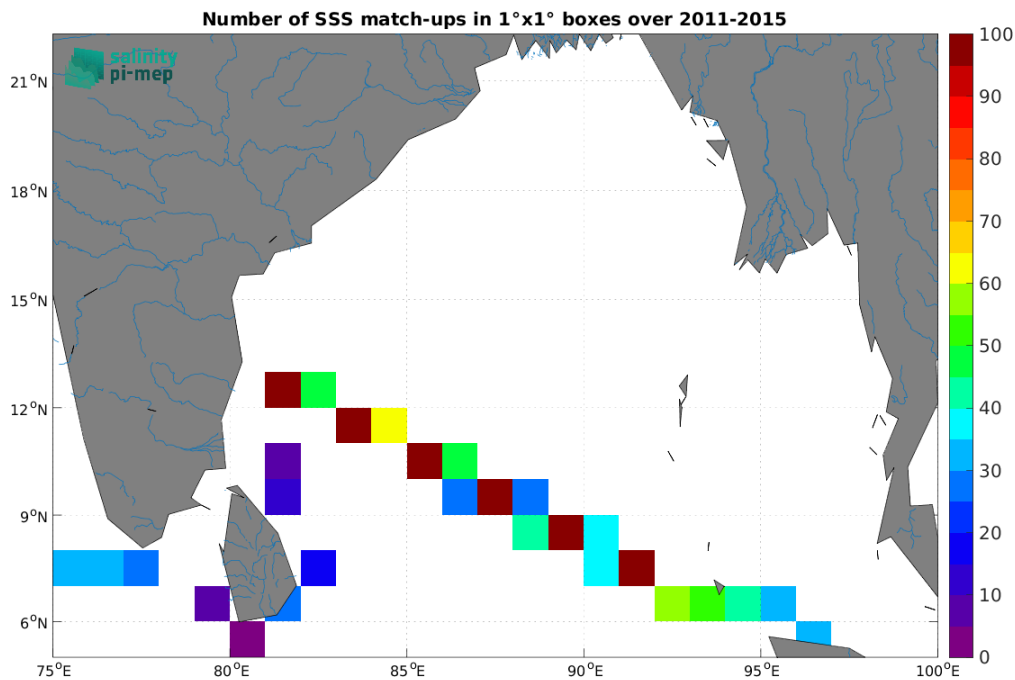 Number of SSS match-ups in 1°x1° boxes over 2011-2015
salinity
pi-mep
21°N
18°N
15°N
12°N
9°N
6°N
75°E
80°E
85°E
90°E
95°E
100°E
100
90
80
70
60
50
40
30
20
10
0